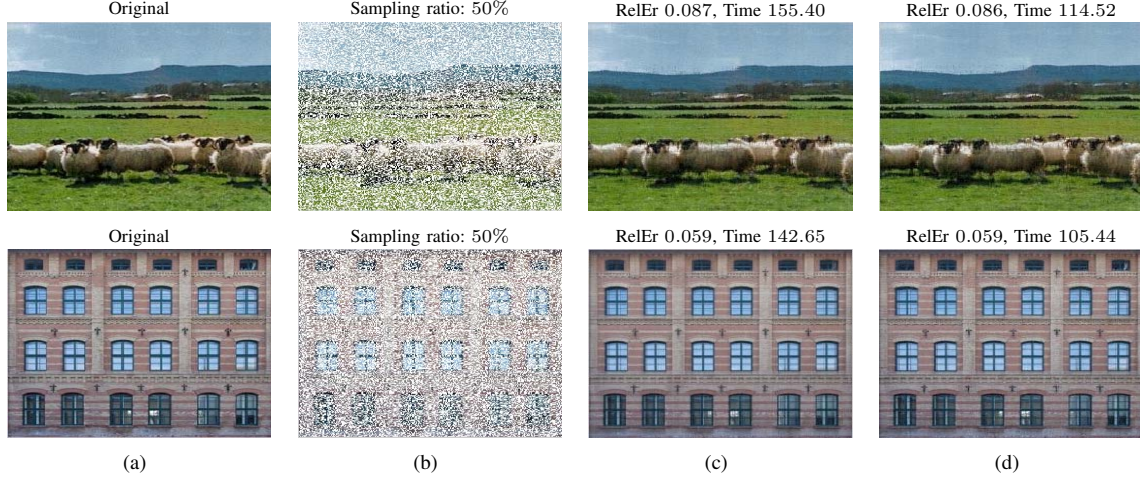 Original
Sampling ratio: 50%
RelEr 0.087, Time 155.40
RelEr 0.086, Time 114.52
Original
Sampling ratio: 50%
RelEr 0.059, Time 142.65
RelEr 0.059, Time 105.44
(a)
(b)
(c)
(d)